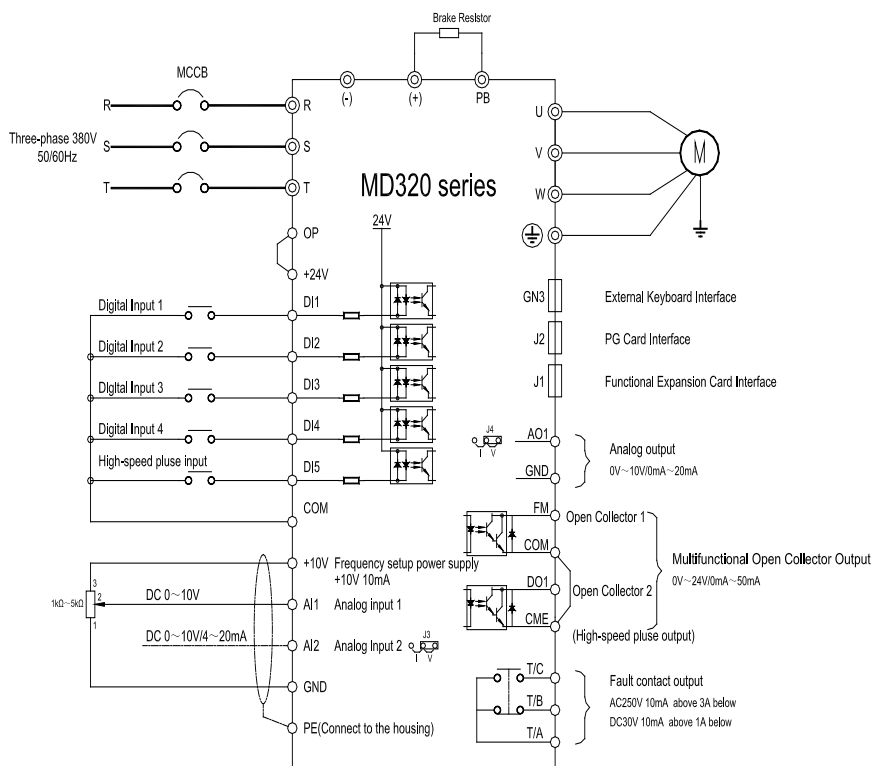 Brake Resistor
MCCB
(-)
(+)
PB
R
R
U
Three-phase 380V
50/60Hz
S
S
V
M
T
T
W
MD320 series
OP
24V
+24V
Digital Input 1
DI1
GN3
External Keyboard Interface
Digital Input 2
DI2
J2
PG Card Interface
Digital Input 3
DI3
J1
Functional Expansion Card Interface
Digital Input 4
DI4
J4
I V
AO1
Analog output
High-speed pluse input
DI5
GND
0V～10V/0mA～20mA
COM
FM
Open Collector 1
COM
Multifunctional Open Collector Output
0V～24V/0mA～50mA
+10V
Frequency setup power supply
+10V 10mA
DO1
Open Collector 2
3
1kΩ～5kΩ
2
1
DC 0～10V
AI1
Analog input 1
CME
(High-speed pluse output)
DC 0～10V/4～20mA
AI2
Analog Input 2
J3
I V
GND
T/C
Fault contact output
T/B
AC250V 10mA above 3A below
DC30V 10mA above 1A below
PE(Connect to the housing)
T/A